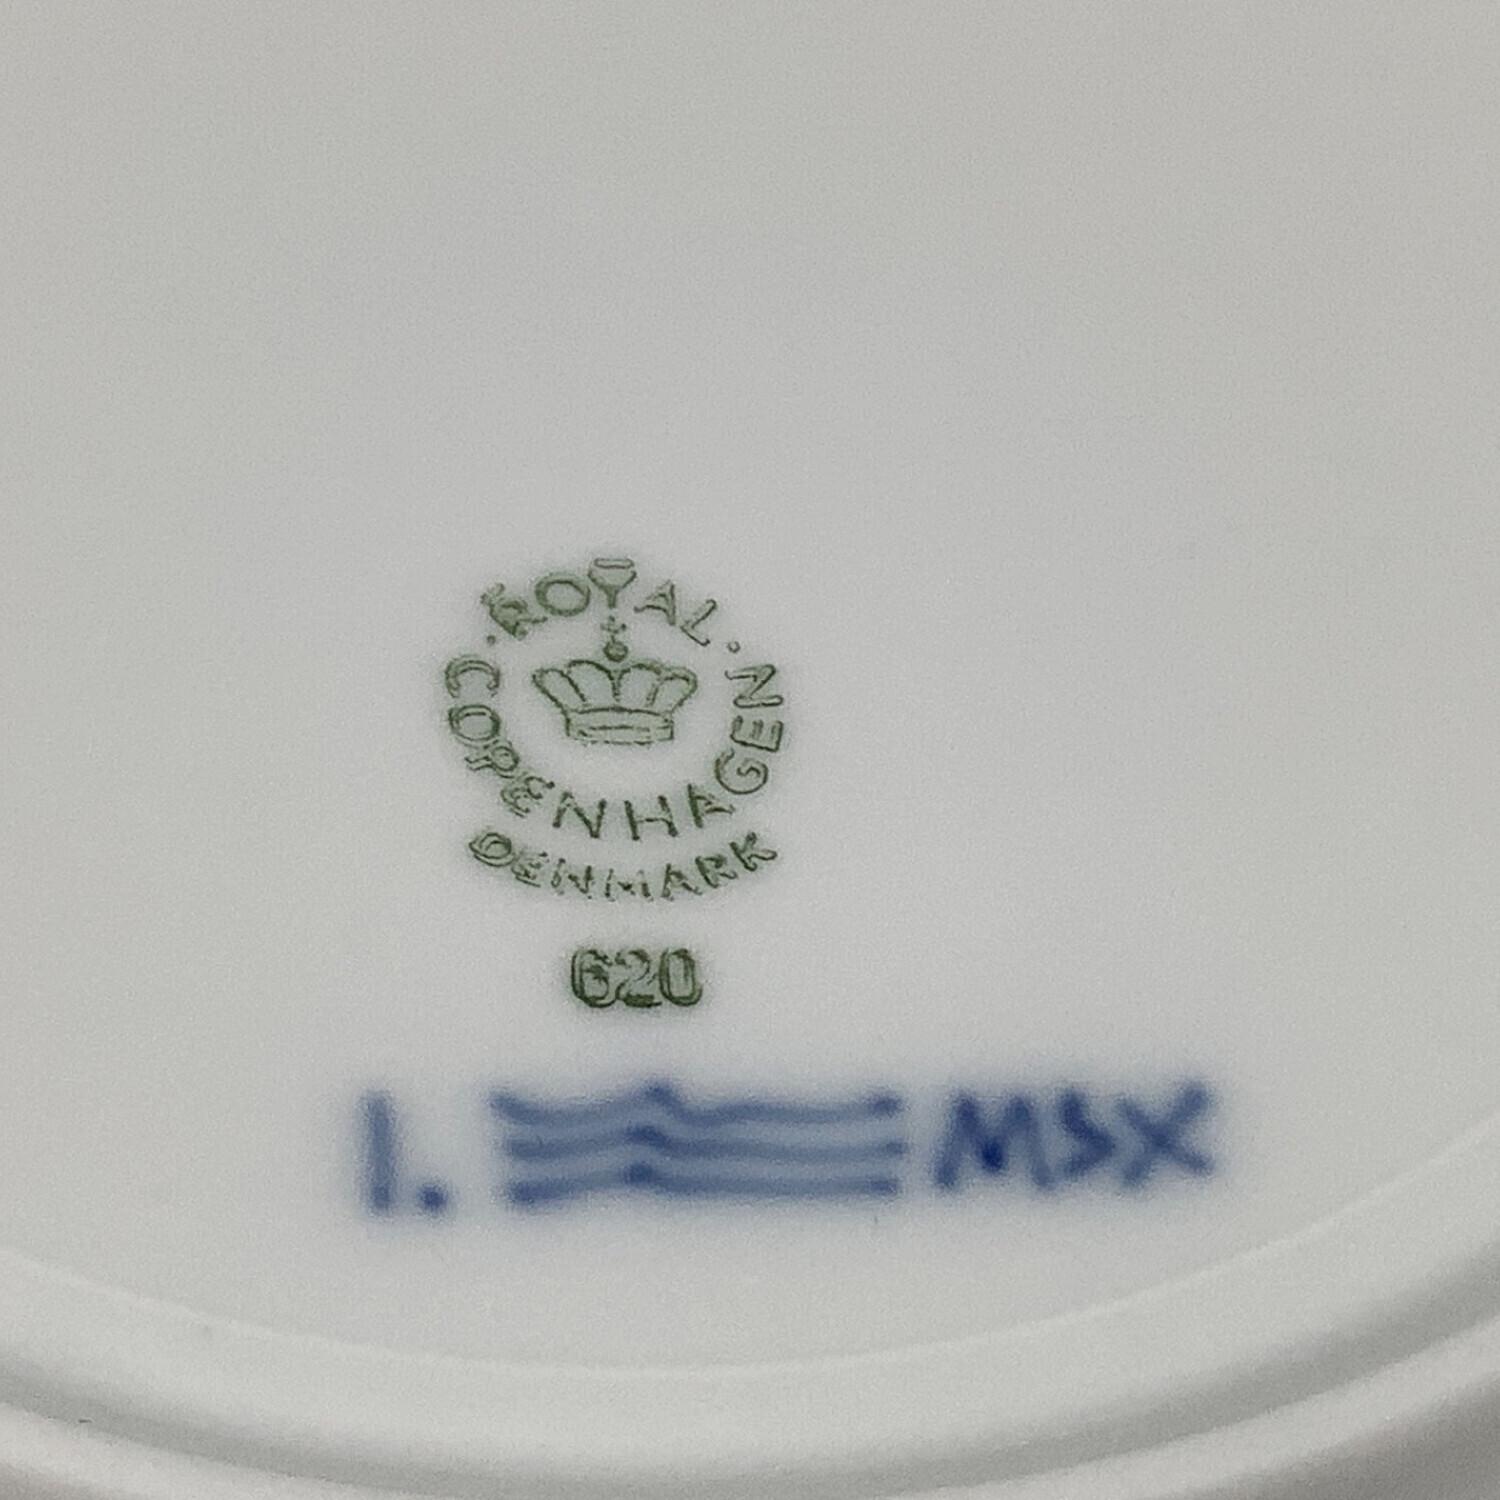 · ROYAL ·
COPENHAGEN
DENMARK
620
1. MSX